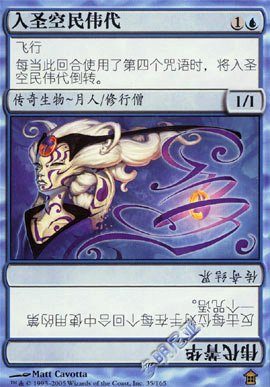 入圣空民伟代 1
飞行
每当此回合使用了第四个咒语时，将入
圣空民伟代倒转。
传奇生物~月人/修行僧 1/1
伟代菁华
反击每位对手于每个回合中使用的第
一个咒语。
传奇结界
Matt Cavotta
™ & © 1993-2005 Wizards of the Coast, Inc. 35/165